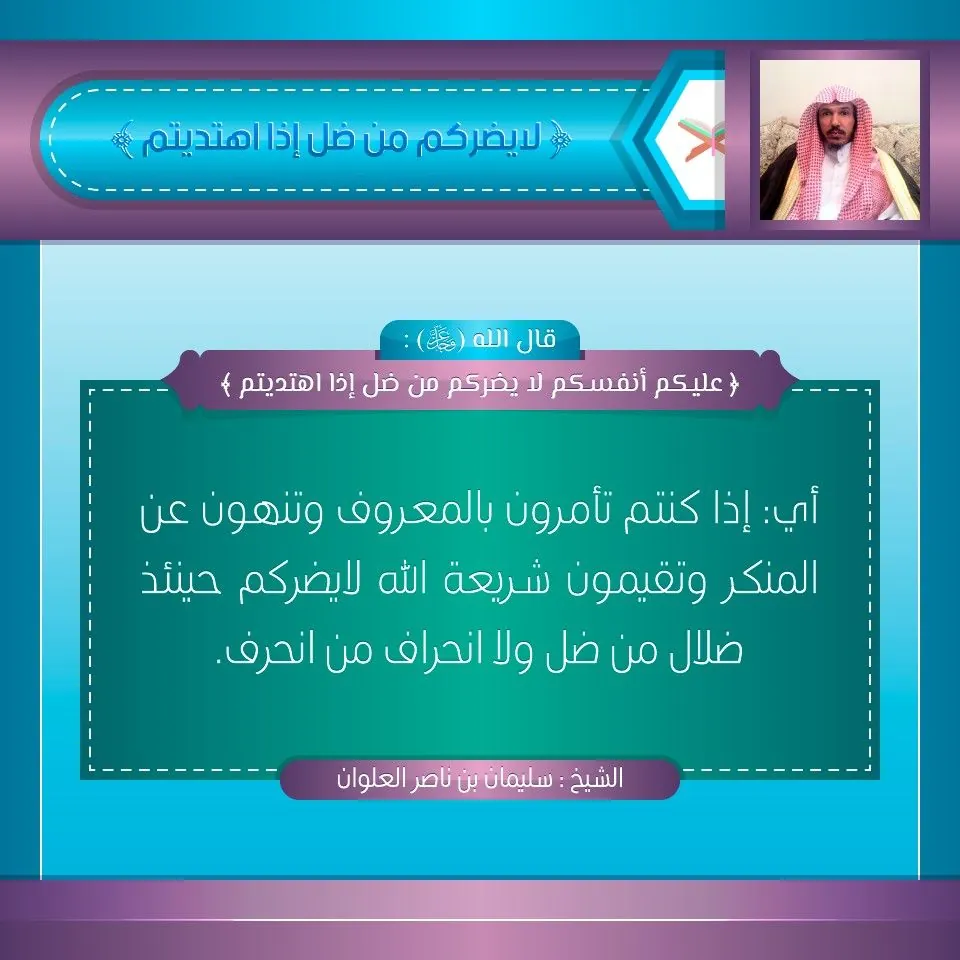 ﴿ لايضركم من ضل إذا اهتديتم ﴾
قال الله (ﷻ) :
﴿ عليكم أنفسكم لا يضركم من ضل إذا اهتديتم ﴾
أي: إذا كنتم تأمرون بالمعروف وتنهون عن
المنكر وتقيمون شريعة الله لايضركم حينئذ
ضلال من ضل ولا انحراف من انحرف.
الشيخ : سليمان بن ناصر العلوان